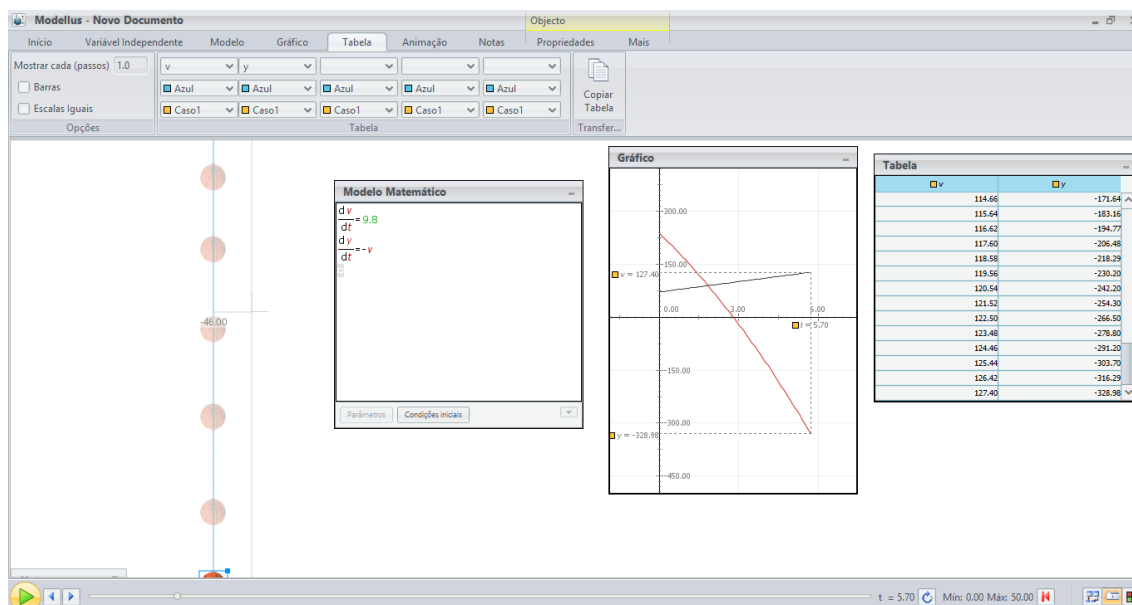 Modellus - Novo Documento
Objecto
Início Variável Independente Modelo Gráfico Tabela Animação Notas Propriedades Mais
Mostrar cada (passos) 1.0
v y
Barras
Azul Azul Azul Azul Azul
Copiar
Tabela
Escalas Iguais
Caso1 Caso1 Caso1 Caso1 Caso1
Opções Tabela Transfer...
-46.00
Modelo Matemático
dv
dt = 9.8
dy
dt = -v
Parâmetros Condições Iniciais
Gráfico
300.00
150.00
v = 127.40
0.00 3.00 6.00
t = 5.70
-150.00
-300.00
y = -328.98
-450.00
Tabela
v y
114.66 -171.64
115.64 -183.16
116.62 -194.77
117.60 -206.48
118.58 -218.29
119.56 -230.20
120.54 -242.20
121.52 -254.30
122.50 -266.50
123.48 -278.80
124.46 -291.20
125.44 -303.70
126.42 -316.29
127.40 -328.98
t = 5.70 Mín: 0.00 Máx: 50.00